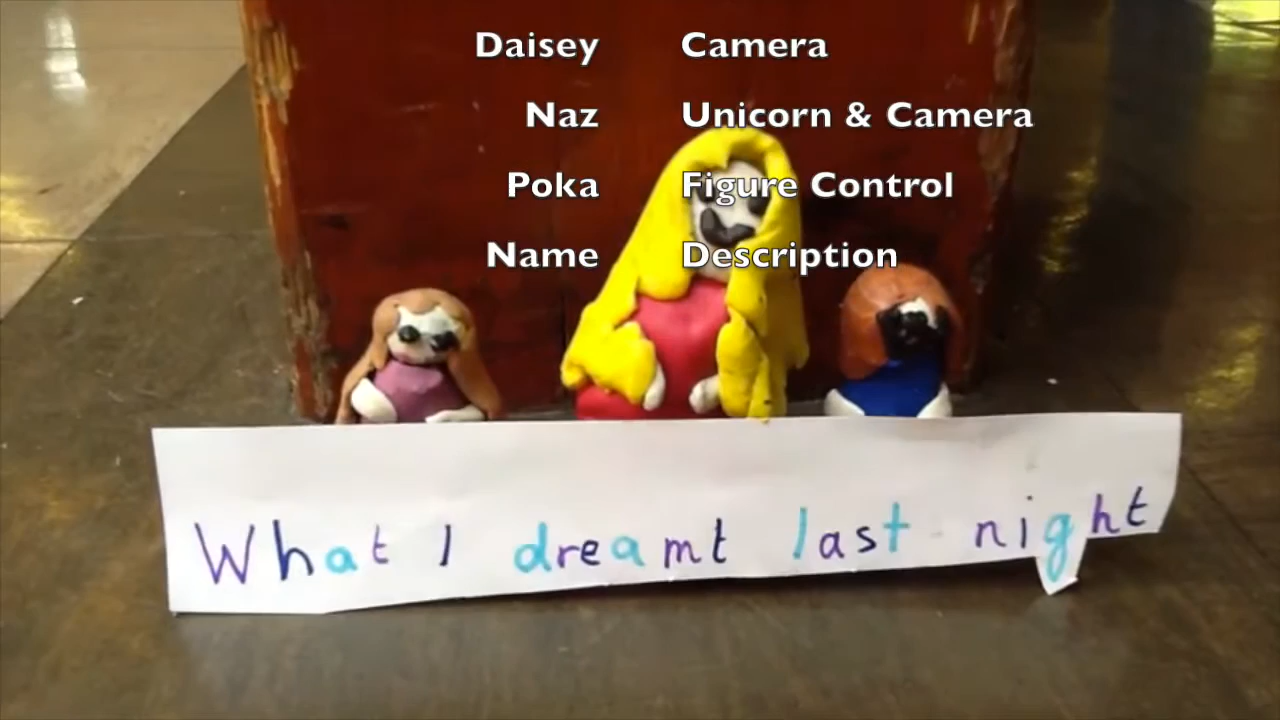 Daisey Camera
Naz Unicorn & Camera
Poka Figure Control
Name Description
What I dreamt last night